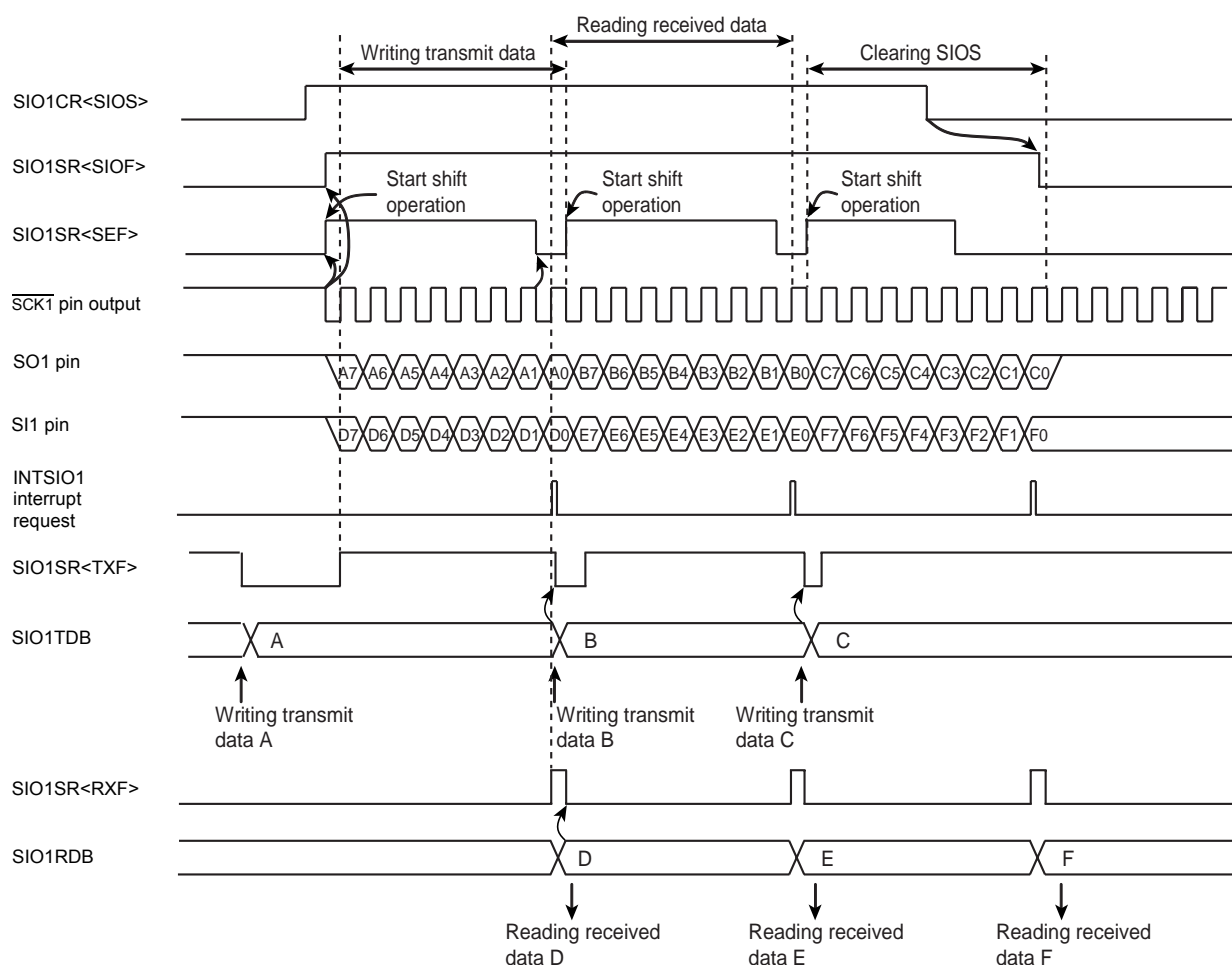 Reading received data
Writing transmit data
Clearing SIOS
SIO1CR<SIOS>
SIO1SR<SIOF>
Start shift
operation
Start shift
operation
Start shift
operation
SIO1SR<SEF>
SCK1 pin output
SO1 pin
A7 A6 A5 A4 A3 A2 A1 A0 B7 B6 B5 B4 B3 B2 B1 B0 C7 C6 C5 C4 C3 C2 C1 C0
SI1 pin
D7 D6 D5 D4 D3 D2 D1 D0 E7 E6 E5 E4 E3 E2 E1 E0 F7 F6 F5 F4 F3 F2 F1 F0
INTSIO1
interrupt
request
SIO1SR<TXF>
SIO1TDB
A
B
C
Writing transmit
data A
Writing transmit
data B
Writing transmit
data C
SIO1SR<RXF>
SIO1RDB
D
E
F
Reading received
data D
Reading received
data E
Reading received
data F